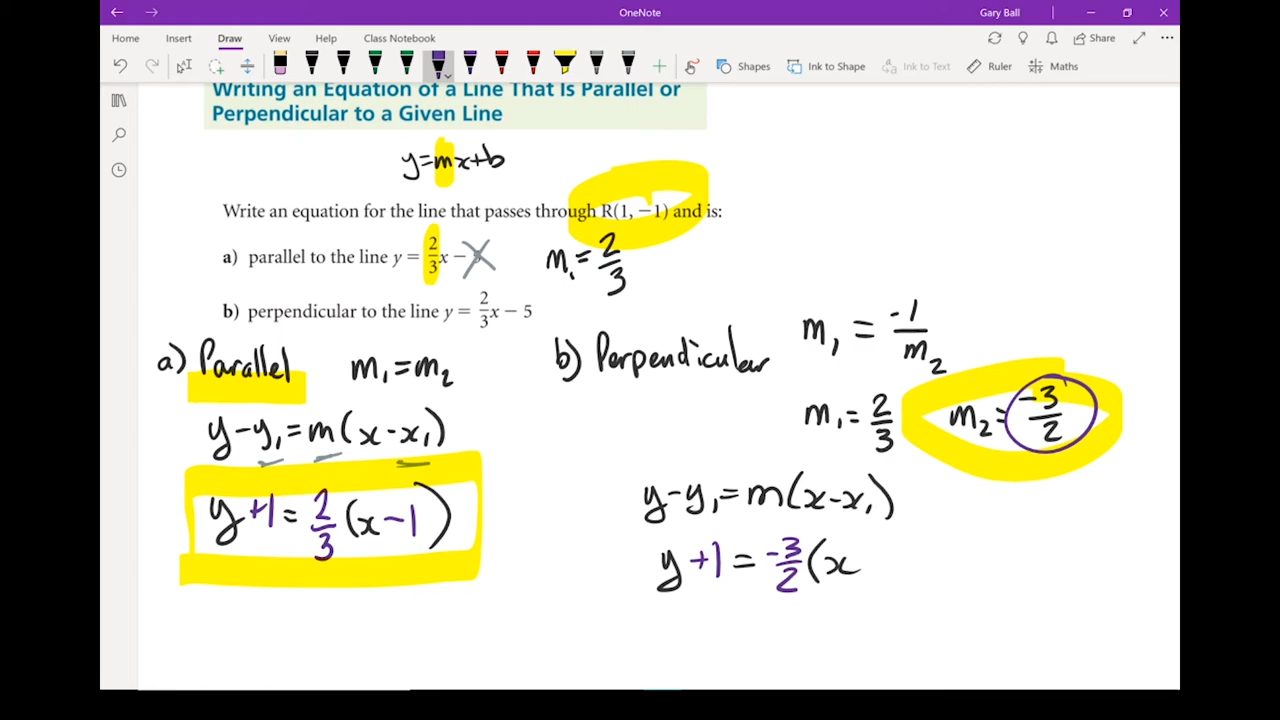 OneNote
Gary Ball
Home Insert Draw View Help Class Notebook
Share
Shapes Ink to Shape Ink to Text Ruler Maths
Writing an Equation of a Line That Is Parallel or
Perpendicular to a Given Line
y=mx+b
Write an equation for the line that passes through R(1, −1) and is:
a) parallel to the line y = 2/3 x −
m₁ = 2/3
b) perpendicular to the line y = 2/3 x − 5
a) Parallel m₁=m₂
y-y₁=m(x-x₁)
y+1=2/3(x-1)
b) Perpendicular m₁ = -1/m₂
m₁=2/3 m₂=-3/2
y-y₁=m(x-x₁)
y+1=-3/2(x